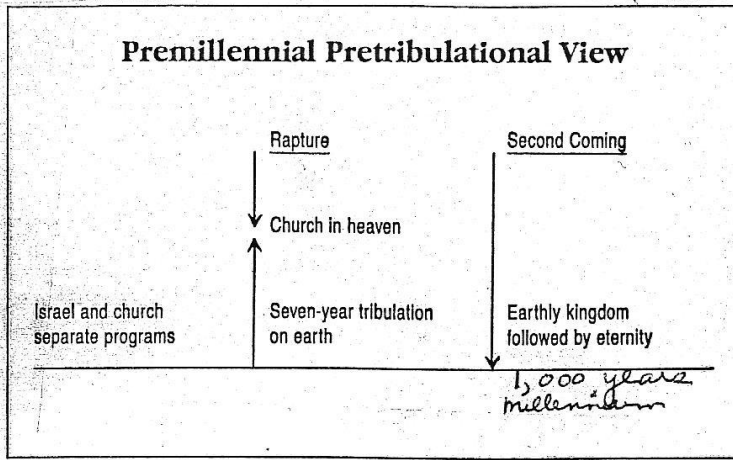 Premillennial Pretribulational View
Rapture
Second Coming
Church in heaven
Israel and church
separate programs
Seven-year tribulation
on earth
Earthly kingdom
followed by eternity
1,000 years
millennium